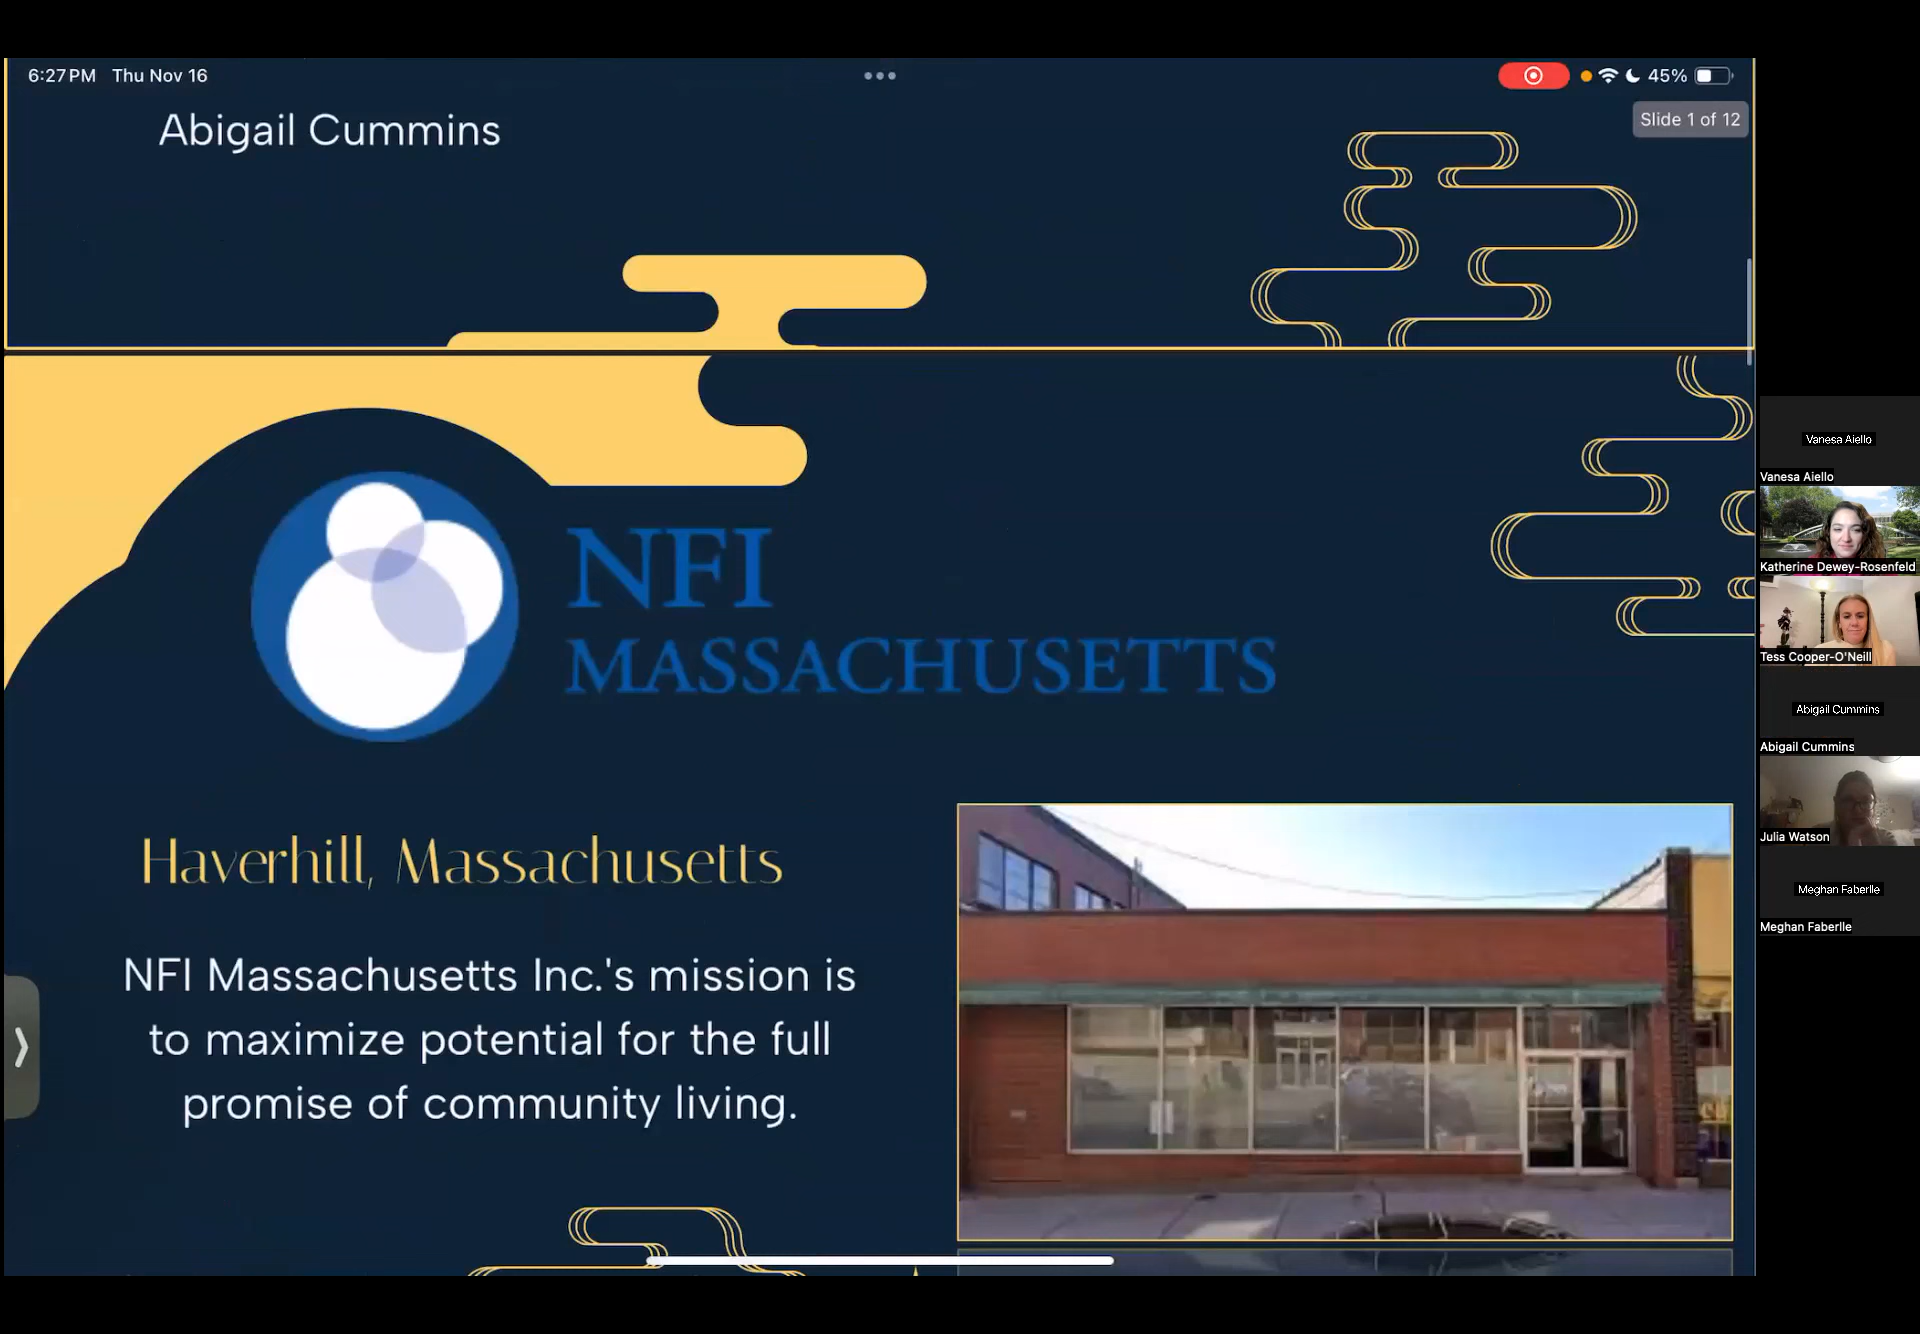 6:27 PM Thu Nov 16
45%
Abigail Cummins
Slide 1 of 12
NFI
MASSACHUSETTS
Haverhill, Massachusetts
NFI Massachusetts Inc.'s mission is
to maximize potential for the full
promise of community living.
Vanesa Aiello
Vanesa Aiello
Katherine Dewey-Rosenfeld
Tess Cooper-O'Neill
Abigail Cummins
Abigail Cummins
Julia Watson
Meghan Faberlle
Meghan Faberlle